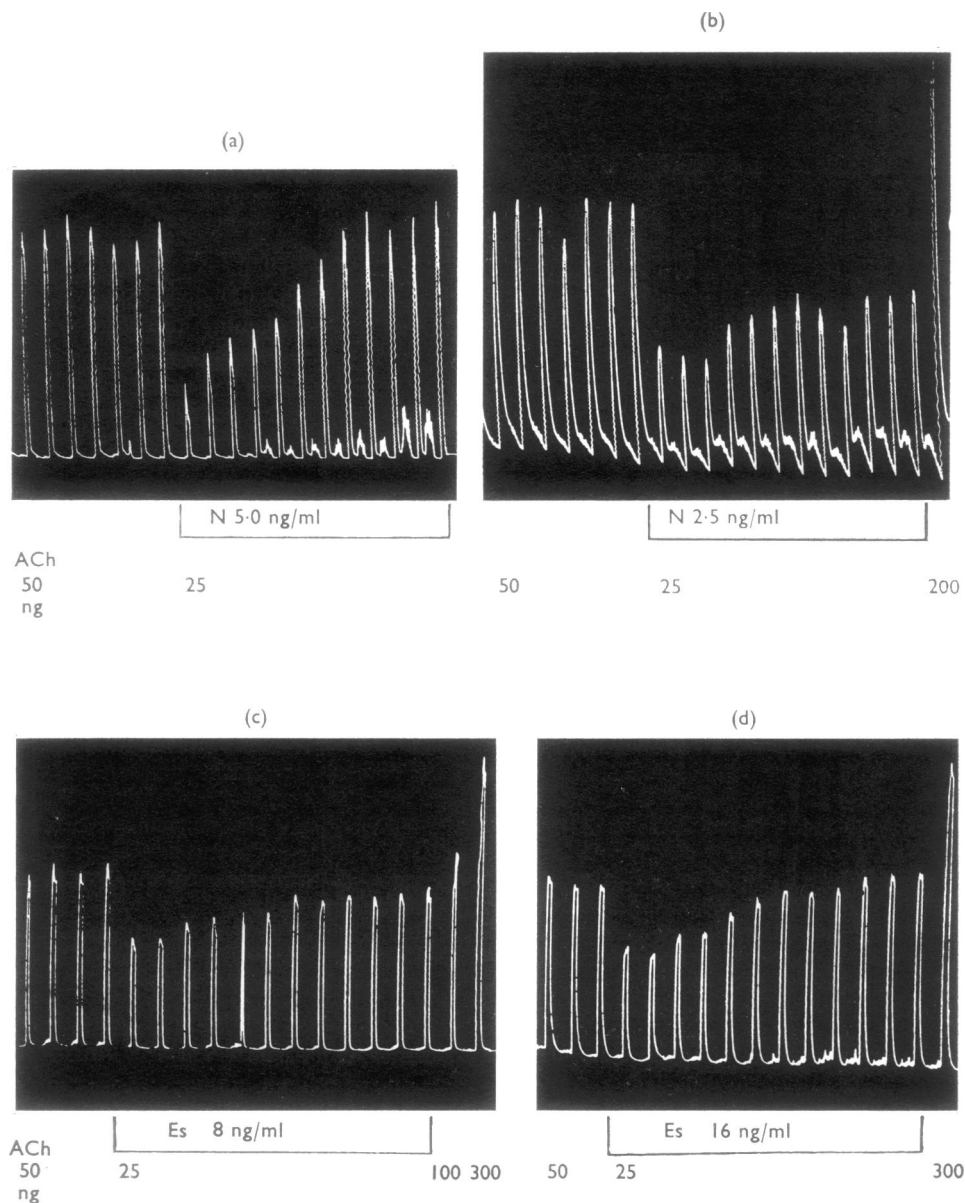 (a)
(b)
N 5·0 ng/ml
N 2·5 ng/ml
ACh
50 25 50 25 200
ng
(c)
(d)
Es 8 ng/ml
Es 16 ng/ml
ACh
50 25 100 300 50 25 300
ng